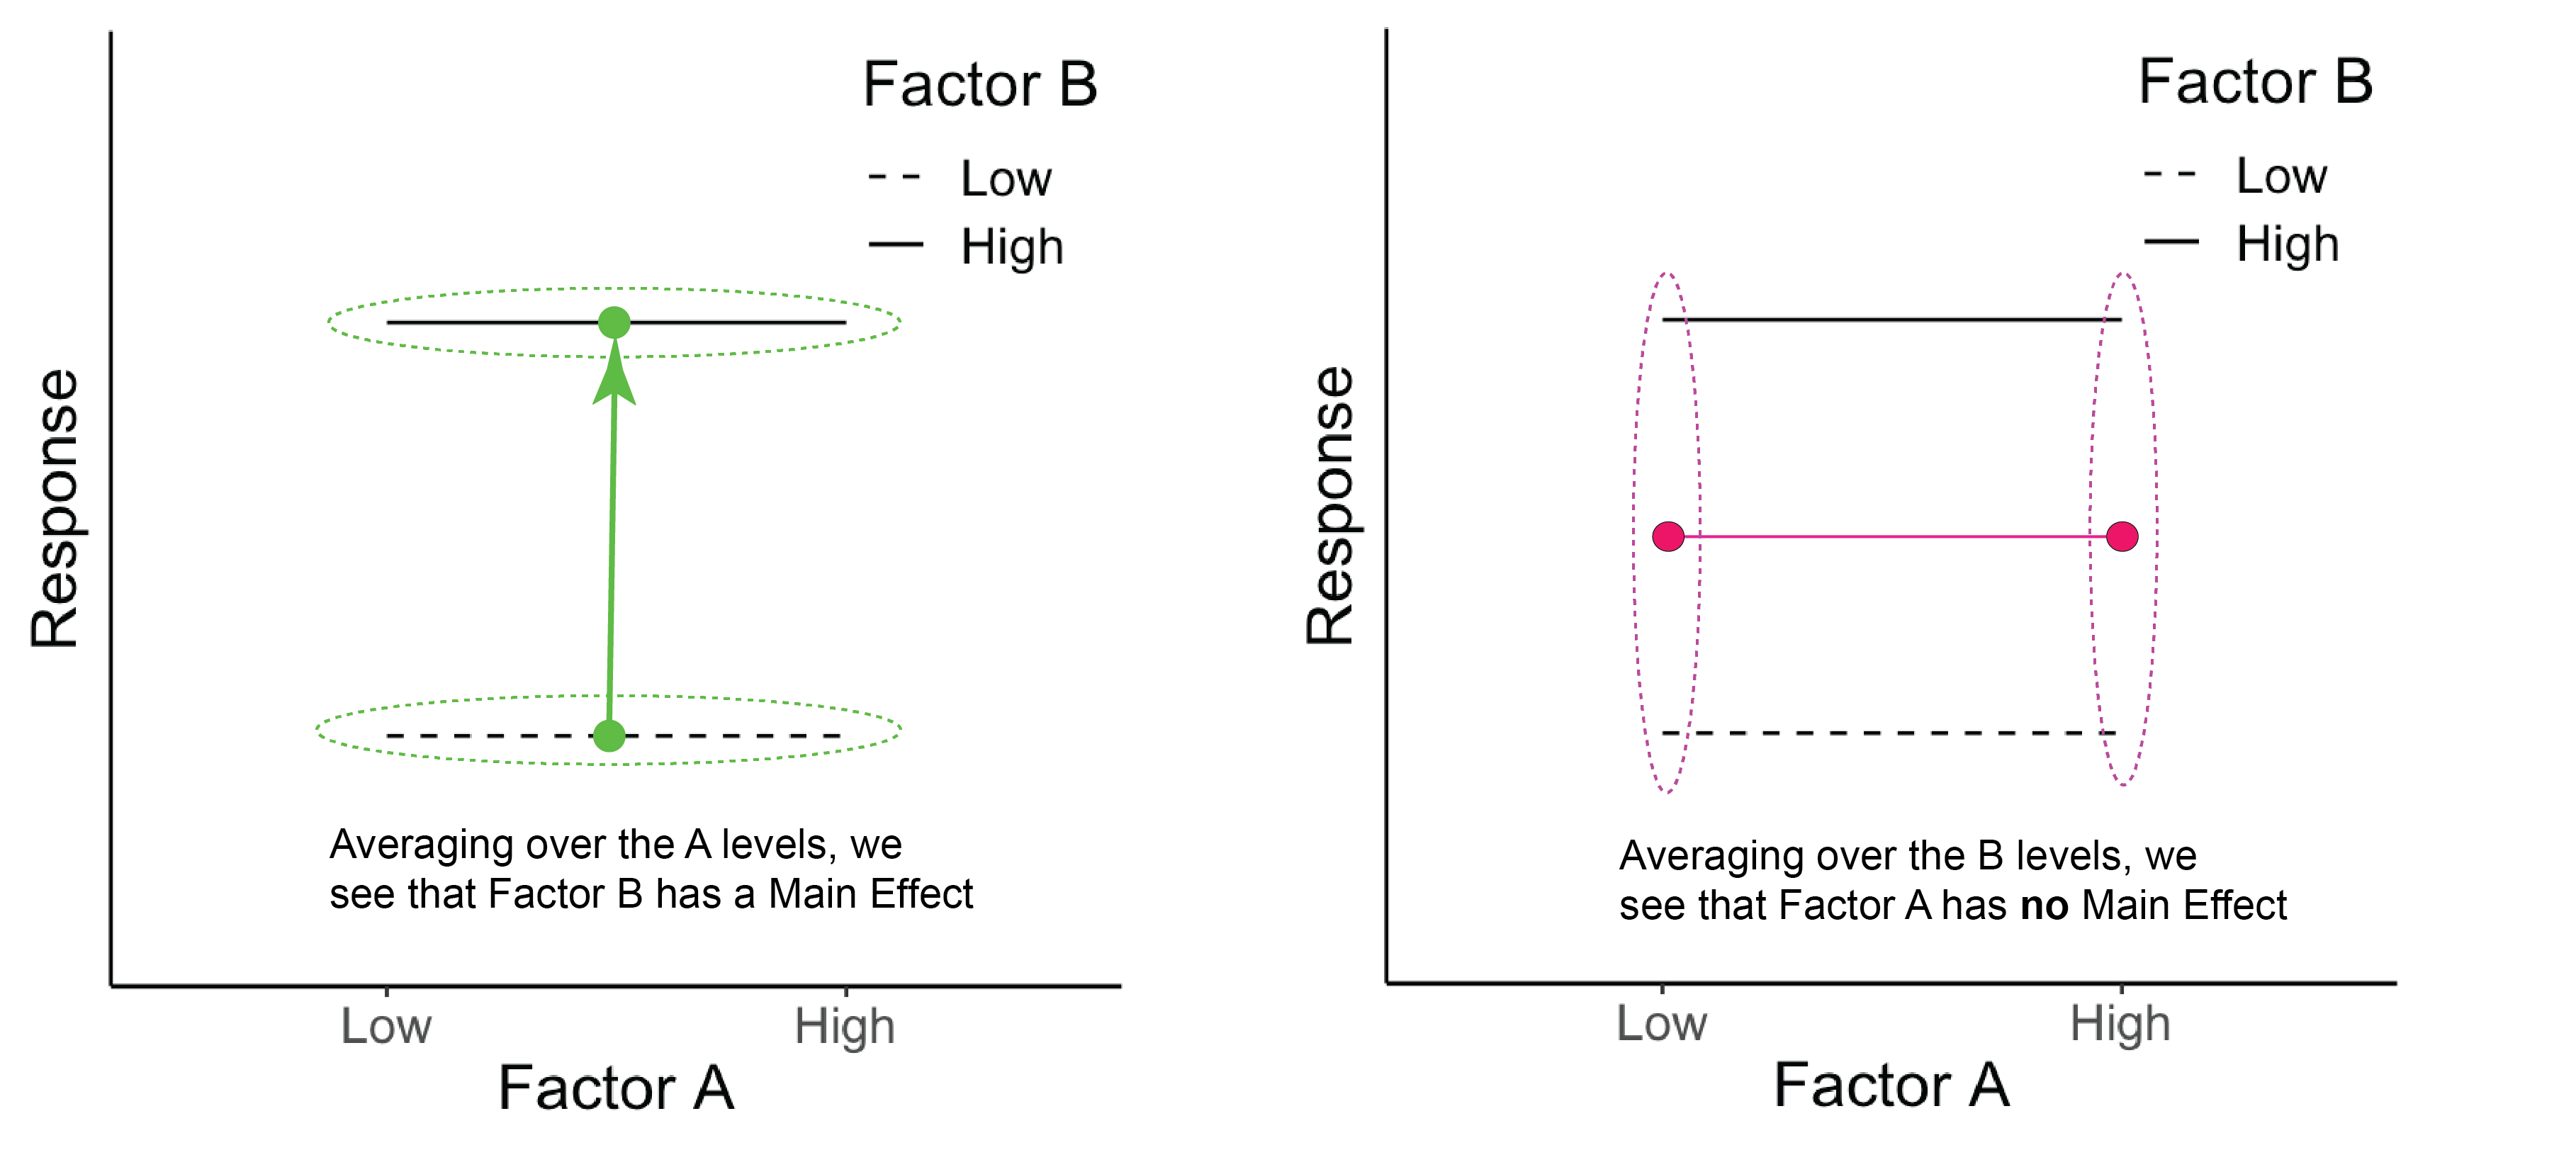 Factor B
Low
High
Response
Averaging over the A levels, we
see that Factor B has a Main Effect
Low
High
Factor A
Factor B
Low
High
Response
Averaging over the B levels, we
see that Factor A has no Main Effect
Low
High
Factor A